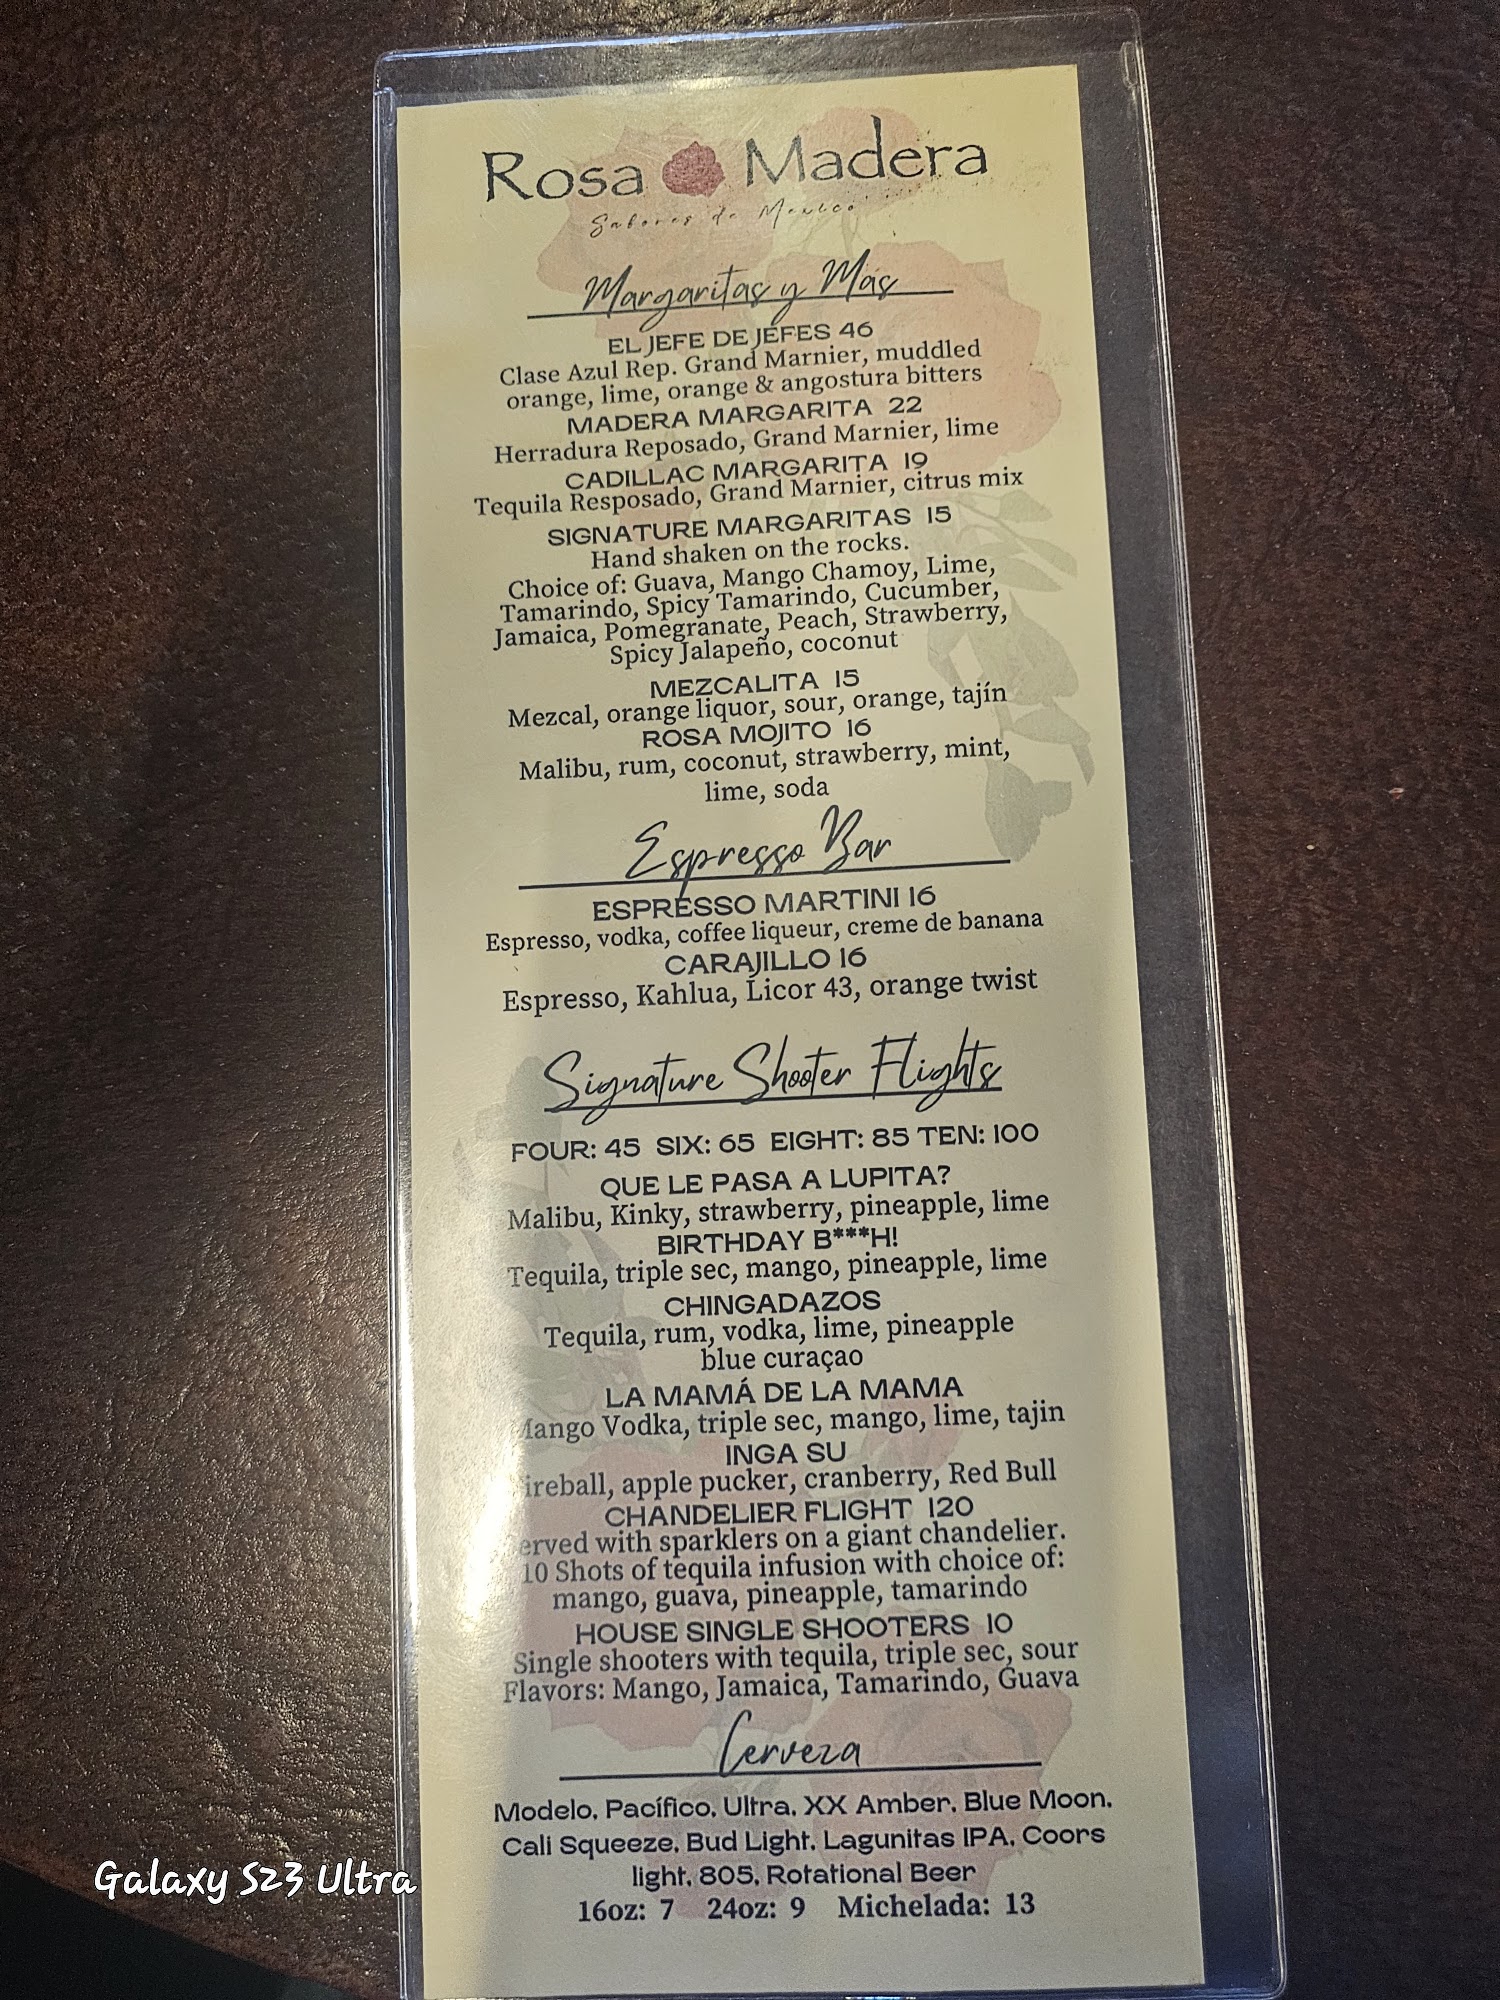 Rosa Madera
Sabores de Mexico
Margaritas y Más
EL JEFE DE JEFES 46
Clase Azul Rep. Grand Marnier, muddled
orange, lime, orange & angostura bitters
MADERA MARGARITA 22
Herradura Reposado, Grand Marnier, lime
CADILLAC MARGARITA 19
Tequila Resposado, Grand Marnier, citrus mix
SIGNATURE MARGARITAS 15
Hand shaken on the rocks.
Choice of: Guava, Mango Chamoy, Lime,
Tamarindo, Spicy Tamarindo, Cucumber,
Jamaica, Pomegranate, Peach, Strawberry,
Spicy Jalapeño, coconut
MEZCALITA 15
Mezcal, orange liquor, sour, orange, tajín
ROSA MOJITO 16
Malibu, rum, coconut, strawberry, mint,
lime, soda
Espresso Bar
ESPRESSO MARTINI 16
Espresso, vodka, coffee liqueur, creme de banana
CARAJILLO 16
Espresso, Kahlua, Licor 43, orange twist
Signature Shooter Flights
FOUR: 45 SIX: 65 EIGHT: 85 TEN: 100
QUE LE PASA A LUPITA?
Malibu, Kinky, strawberry, pineapple, lime
BIRTHDAY B***H!
Tequila, triple sec, mango, pineapple, lime
CHINGADAZOS
Tequila, rum, vodka, lime, pineapple
blue curaçao
LA MAMÁ DE LA MAMA
Mango Vodka, triple sec, mango, lime, tajin
INGA SU
ireball, apple pucker, cranberry, Red Bull
CHANDELIER FLIGHT 120
erved with sparklers on a giant chandelier.
10 Shots of tequila infusion with choice of:
mango, guava, pineapple, tamarindo
HOUSE SINGLE SHOOTERS 10
Single shooters with tequila, triple sec, sour
Flavors: Mango, Jamaica, Tamarindo, Guava
Cerveza
Modelo, Pacífico, Ultra, XX Amber, Blue Moon,
Cali Squeeze, Bud Light, Lagunitas IPA, Coors
light, 805, Rotational Beer
16oz: 7 24oz: 9 Michelada: 13
Galaxy S23 Ultra